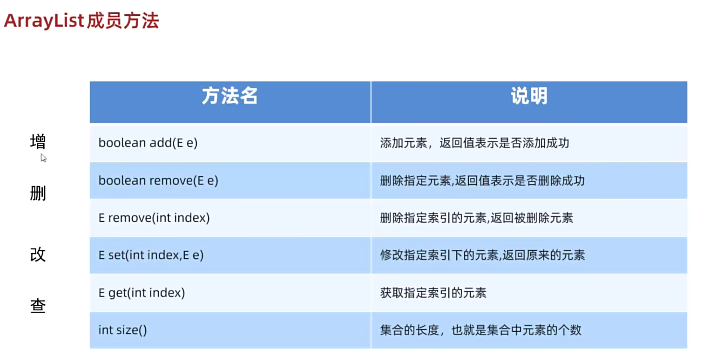 ArrayList成员方法
方法名 说明
增
boolean add(E e) 添加元素，返回值表示是否添加成功
boolean remove(E e) 删除指定元素,返回值表示是否删除成功
删
E remove(int index) 删除指定索引的元素,返回被删除元素
改
E set(int index,E e) 修改指定索引下的元素,返回原来的元素
E get(int index) 获取指定索引的元素
查
int size() 集合的长度，也就是集合中元素的个数